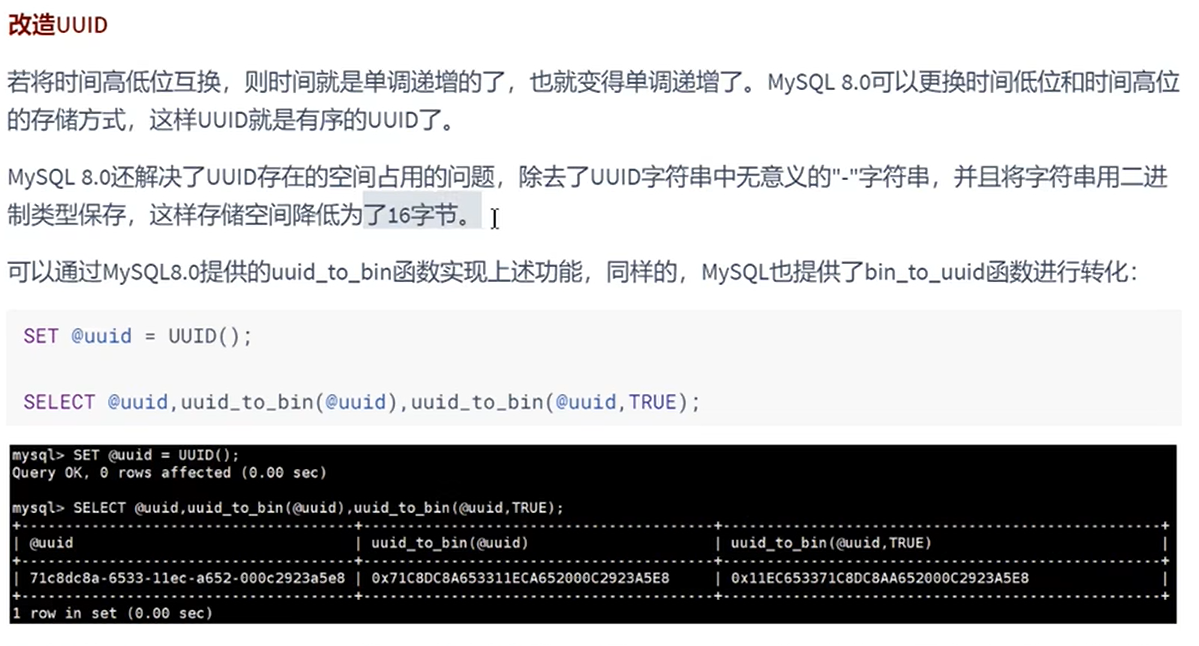 改造UUID
若将时间高低位互换，则时间就是单调递增的了，也就变得单调递增了。MySQL 8.0可以更换时间低位和时间高位
的存储方式，这样UUID就是有序的UUID了。
MySQL 8.0还解决了UUID存在的空间占用的问题，除去了UUID字符串中无意义的"-"字符串，并且将字符串用二进
制类型保存，这样存储空间降低为了16字节。
可以通过MySQL8.0提供的uuid_to_bin函数实现上述功能，同样的，MySQL也提供了bin_to_uuid函数进行转化：
SET @uuid = UUID();
SELECT @uuid,uuid_to_bin(@uuid),uuid_to_bin(@uuid,TRUE);
mysql> SET @uuid = UUID();
Query OK, 0 rows affected (0.00 sec)
mysql> SELECT @uuid,uuid_to_bin(@uuid),uuid_to_bin(@uuid,TRUE);
| @uuid | uuid_to_bin(@uuid) | uuid_to_bin(@uuid,TRUE) |
| 71c8dc8a-6533-11ec-a652-000c2923a5e8 | 0x71C8DC8A653311ECA652000C2923A5E8 | 0x11EC653371C8DC8AA652000C2923A5E8 |
1 row in set (0.00 sec)